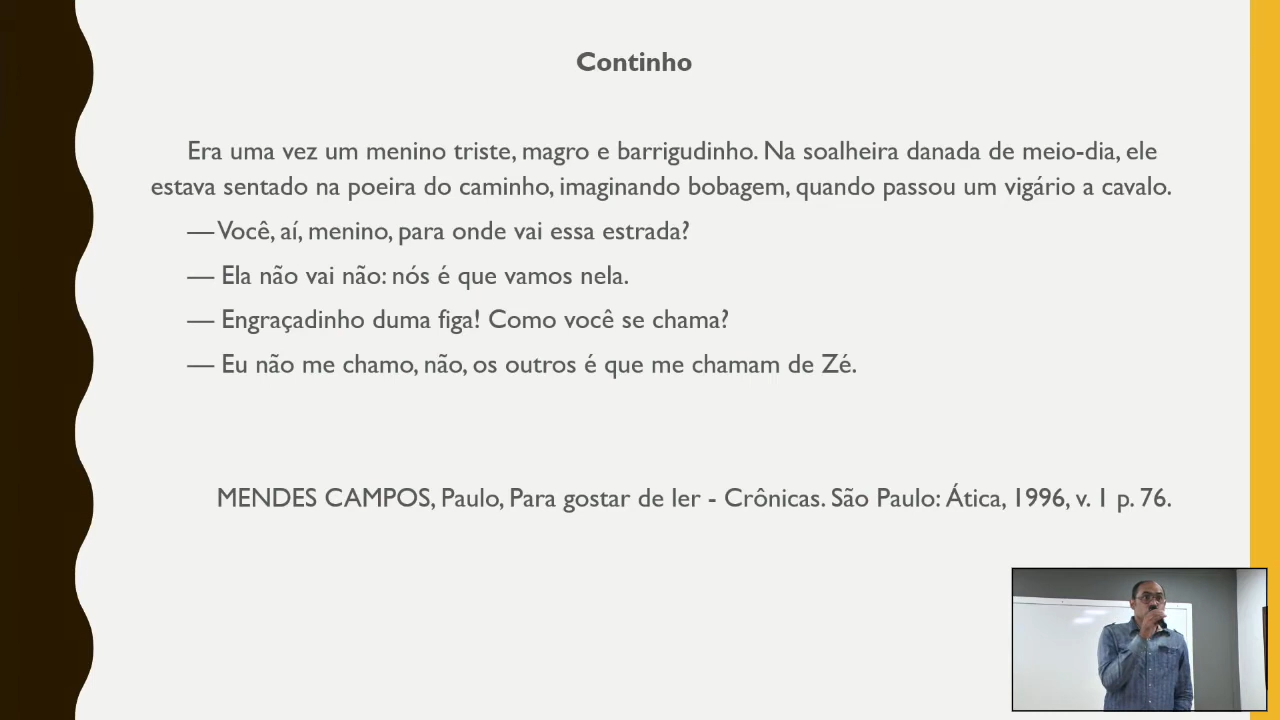 Continho
Era uma vez um menino triste, magro e barrigudinho. Na soalheira danada de meio-dia, ele
estava sentado na poeira do caminho, imaginando bobagem, quando passou um vigário a cavalo.
— Você, aí, menino, para onde vai essa estrada?
— Ela não vai não: nós é que vamos nela.
— Engraçadinho duma figa! Como você se chama?
— Eu não me chamo, não, os outros é que me chamam de Zé.
MENDES CAMPOS, Paulo, Para gostar de ler - Crônicas. São Paulo: Ática, 1996, v. 1 p. 76.